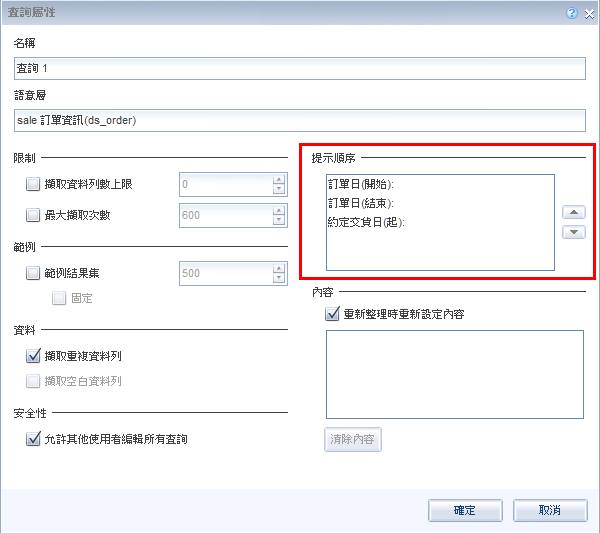 查詢屬性
名稱
查詢 1
語意層
sale 訂單資訊(ds_order)
限制
擷取資料列數上限
0
最大擷取次數
600
範例
範例結果集
500
固定
資料
擷取重複資料列
擷取空白資料列
安全性
允許其他使用者編輯所有查詢
提示順序
訂單日(開始):
訂單日(結束):
約定交貨日(起):
內容
重新整理時重新設定內容
清除內容
確定
取消